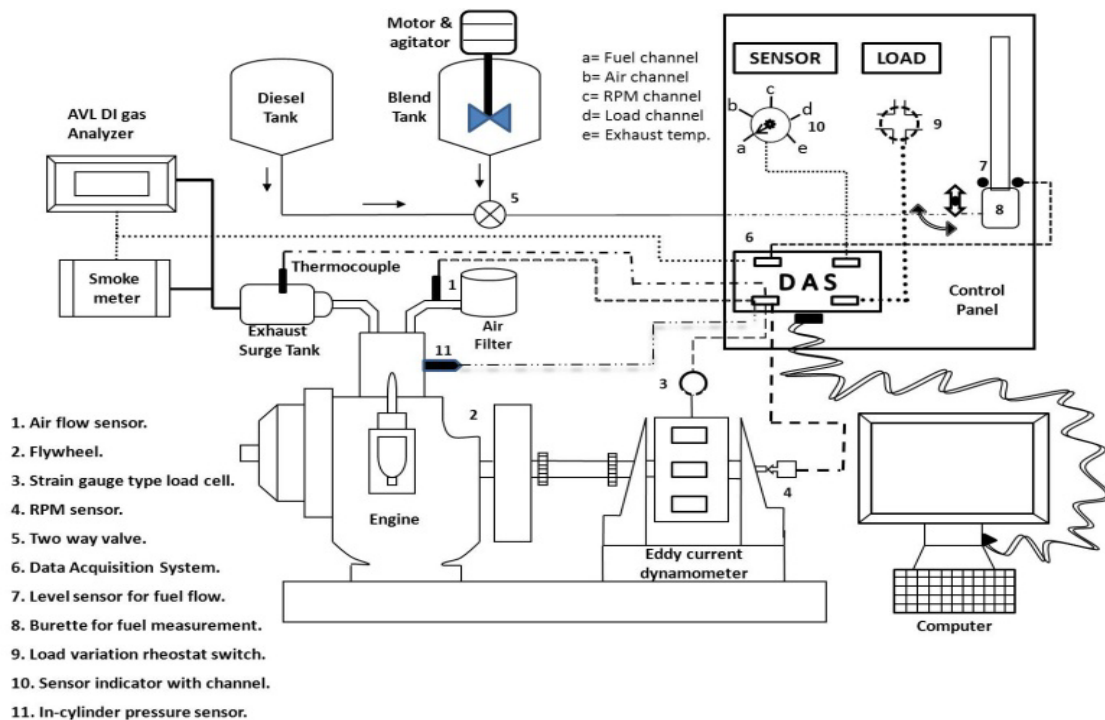 Motor &
agitator
Diesel
Tank
Blend
Tank
a= Fuel channel
b= Air channel
c= RPM channel
d= Load channel
e= Exhaust temp.
SENSOR
LOAD
c
b
d
10
a
e
9
7
8
AVL DI gas
Analyzer
5
6
Smoke
meter
Thermocouple
1
DAS
Control
Panel
Exhaust
Surge Tank
Air
Filter
11
3
2
4
Engine
Eddy current
dynamometer
Computer
1. Air flow sensor.
2. Flywheel.
3. Strain gauge type load cell.
4. RPM sensor.
5. Two way valve.
6. Data Acquisition System.
7. Level sensor for fuel flow.
8. Burette for fuel measurement.
9. Load variation rheostat switch.
10. Sensor indicator with channel.
11. In-cylinder pressure sensor.